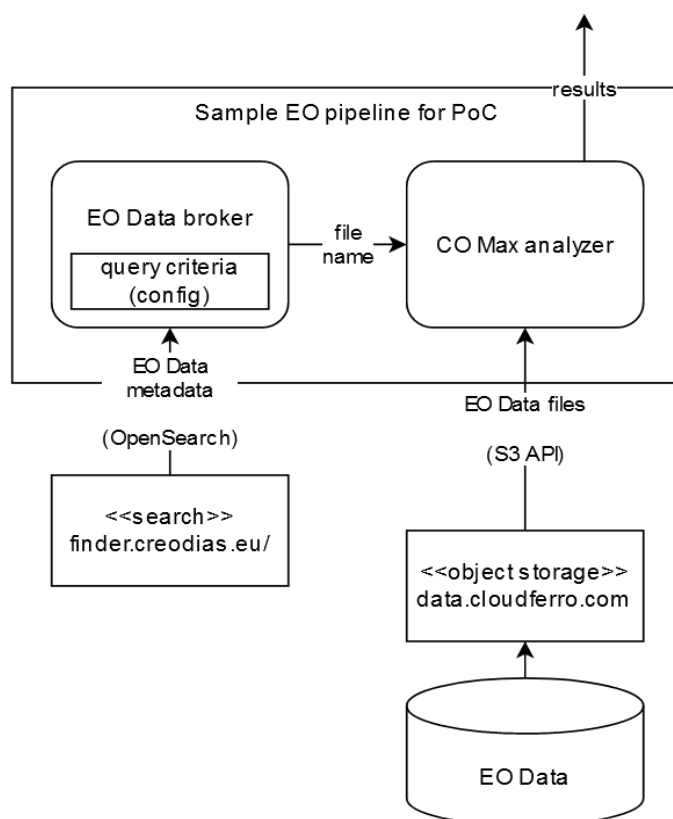 results
Sample EO pipeline for PoC
EO Data broker
query criteria
(config)
file
name
CO Max analyzer
EO Data
metadata
(OpenSearch)
EO Data files
(S3 API)
<<search>>
finder.creodias.eu/
<<object storage>>
data.cloudferro.com
EO Data